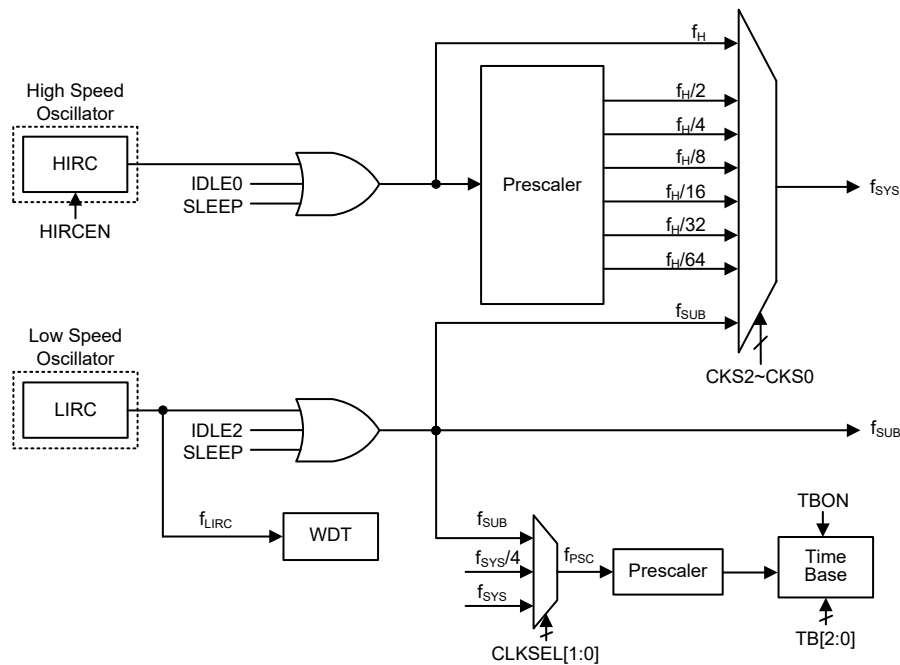 High Speed
Oscillator
HIRC
HIRCEN
IDLE0
SLEEP
fH
Prescaler
fH/2
fH/4
fH/8
fH/16
fH/32
fH/64
fSUB
CKS2~CKS0
fSYS
Low Speed
Oscillator
LIRC
IDLE2
SLEEP
fSUB
fLIRC
WDT
fSUB
fSYS/4
fSYS
CLKSEL[1:0]
fPSC
Prescaler
TBON
Time
Base
TB[2:0]